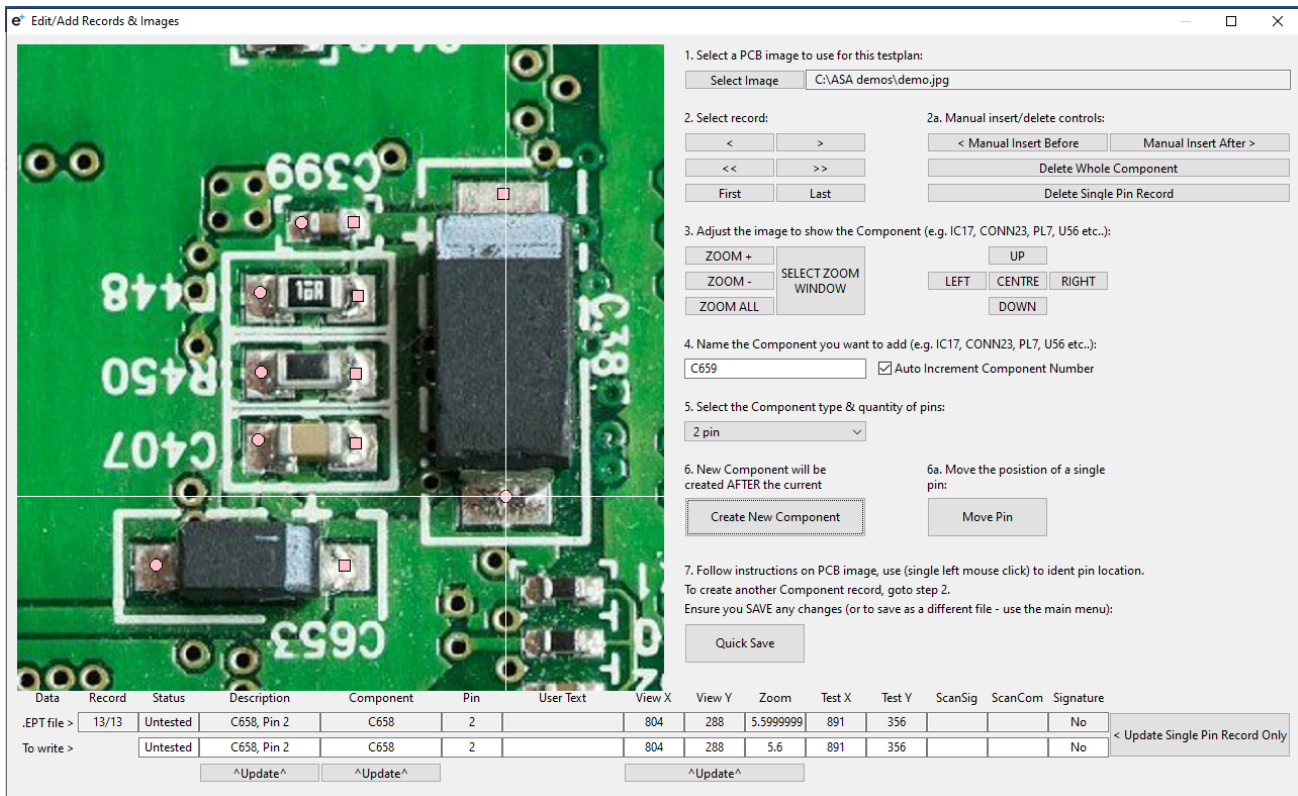 e+ Edit/Add Records & Images
1. Select a PCB image to use for this testplan:
Select Image C:\ASA demos\demo.jpg
2. Select record:
< >
<< >>
First Last
2a. Manual insert/delete controls:
< Manual Insert Before Manual Insert After >
Delete Whole Component
Delete Single Pin Record
3. Adjust the image to show the Component (e.g. IC17, CONN23, PL7, U56 etc..):
ZOOM +
ZOOM -
ZOOM ALL
SELECT ZOOM
WINDOW
UP
LEFT CENTRE RIGHT
DOWN
4. Name the Component you want to add (e.g. IC17, CONN23, PL7, U56 etc..):
C659 Auto Increment Component Number
5. Select the Component type & quantity of pins:
2 pin
6. New Component will be
created AFTER the current
Create New Component
6a. Move the posistion of a single
pin:
Move Pin
7. Follow instructions on PCB image, use (single left mouse click) to ident pin location.
To create another Component record, goto step 2.
Ensure you SAVE any changes (or to save as a different file - use the main menu):
Quick Save
C399
R450
C407
C653
Data Record Status Description Component Pin User Text View X View Y Zoom Test X Test Y ScanSig ScanCom Signature
.EPT file > 13/13 Untested C658, Pin 2 C658 2 804 288 5.5999999 891 356 No
To write > Untested C658, Pin 2 C658 2 804 288 5.6 891 356 No
< Update Single Pin Record Only
^Update^ ^Update^ ^Update^